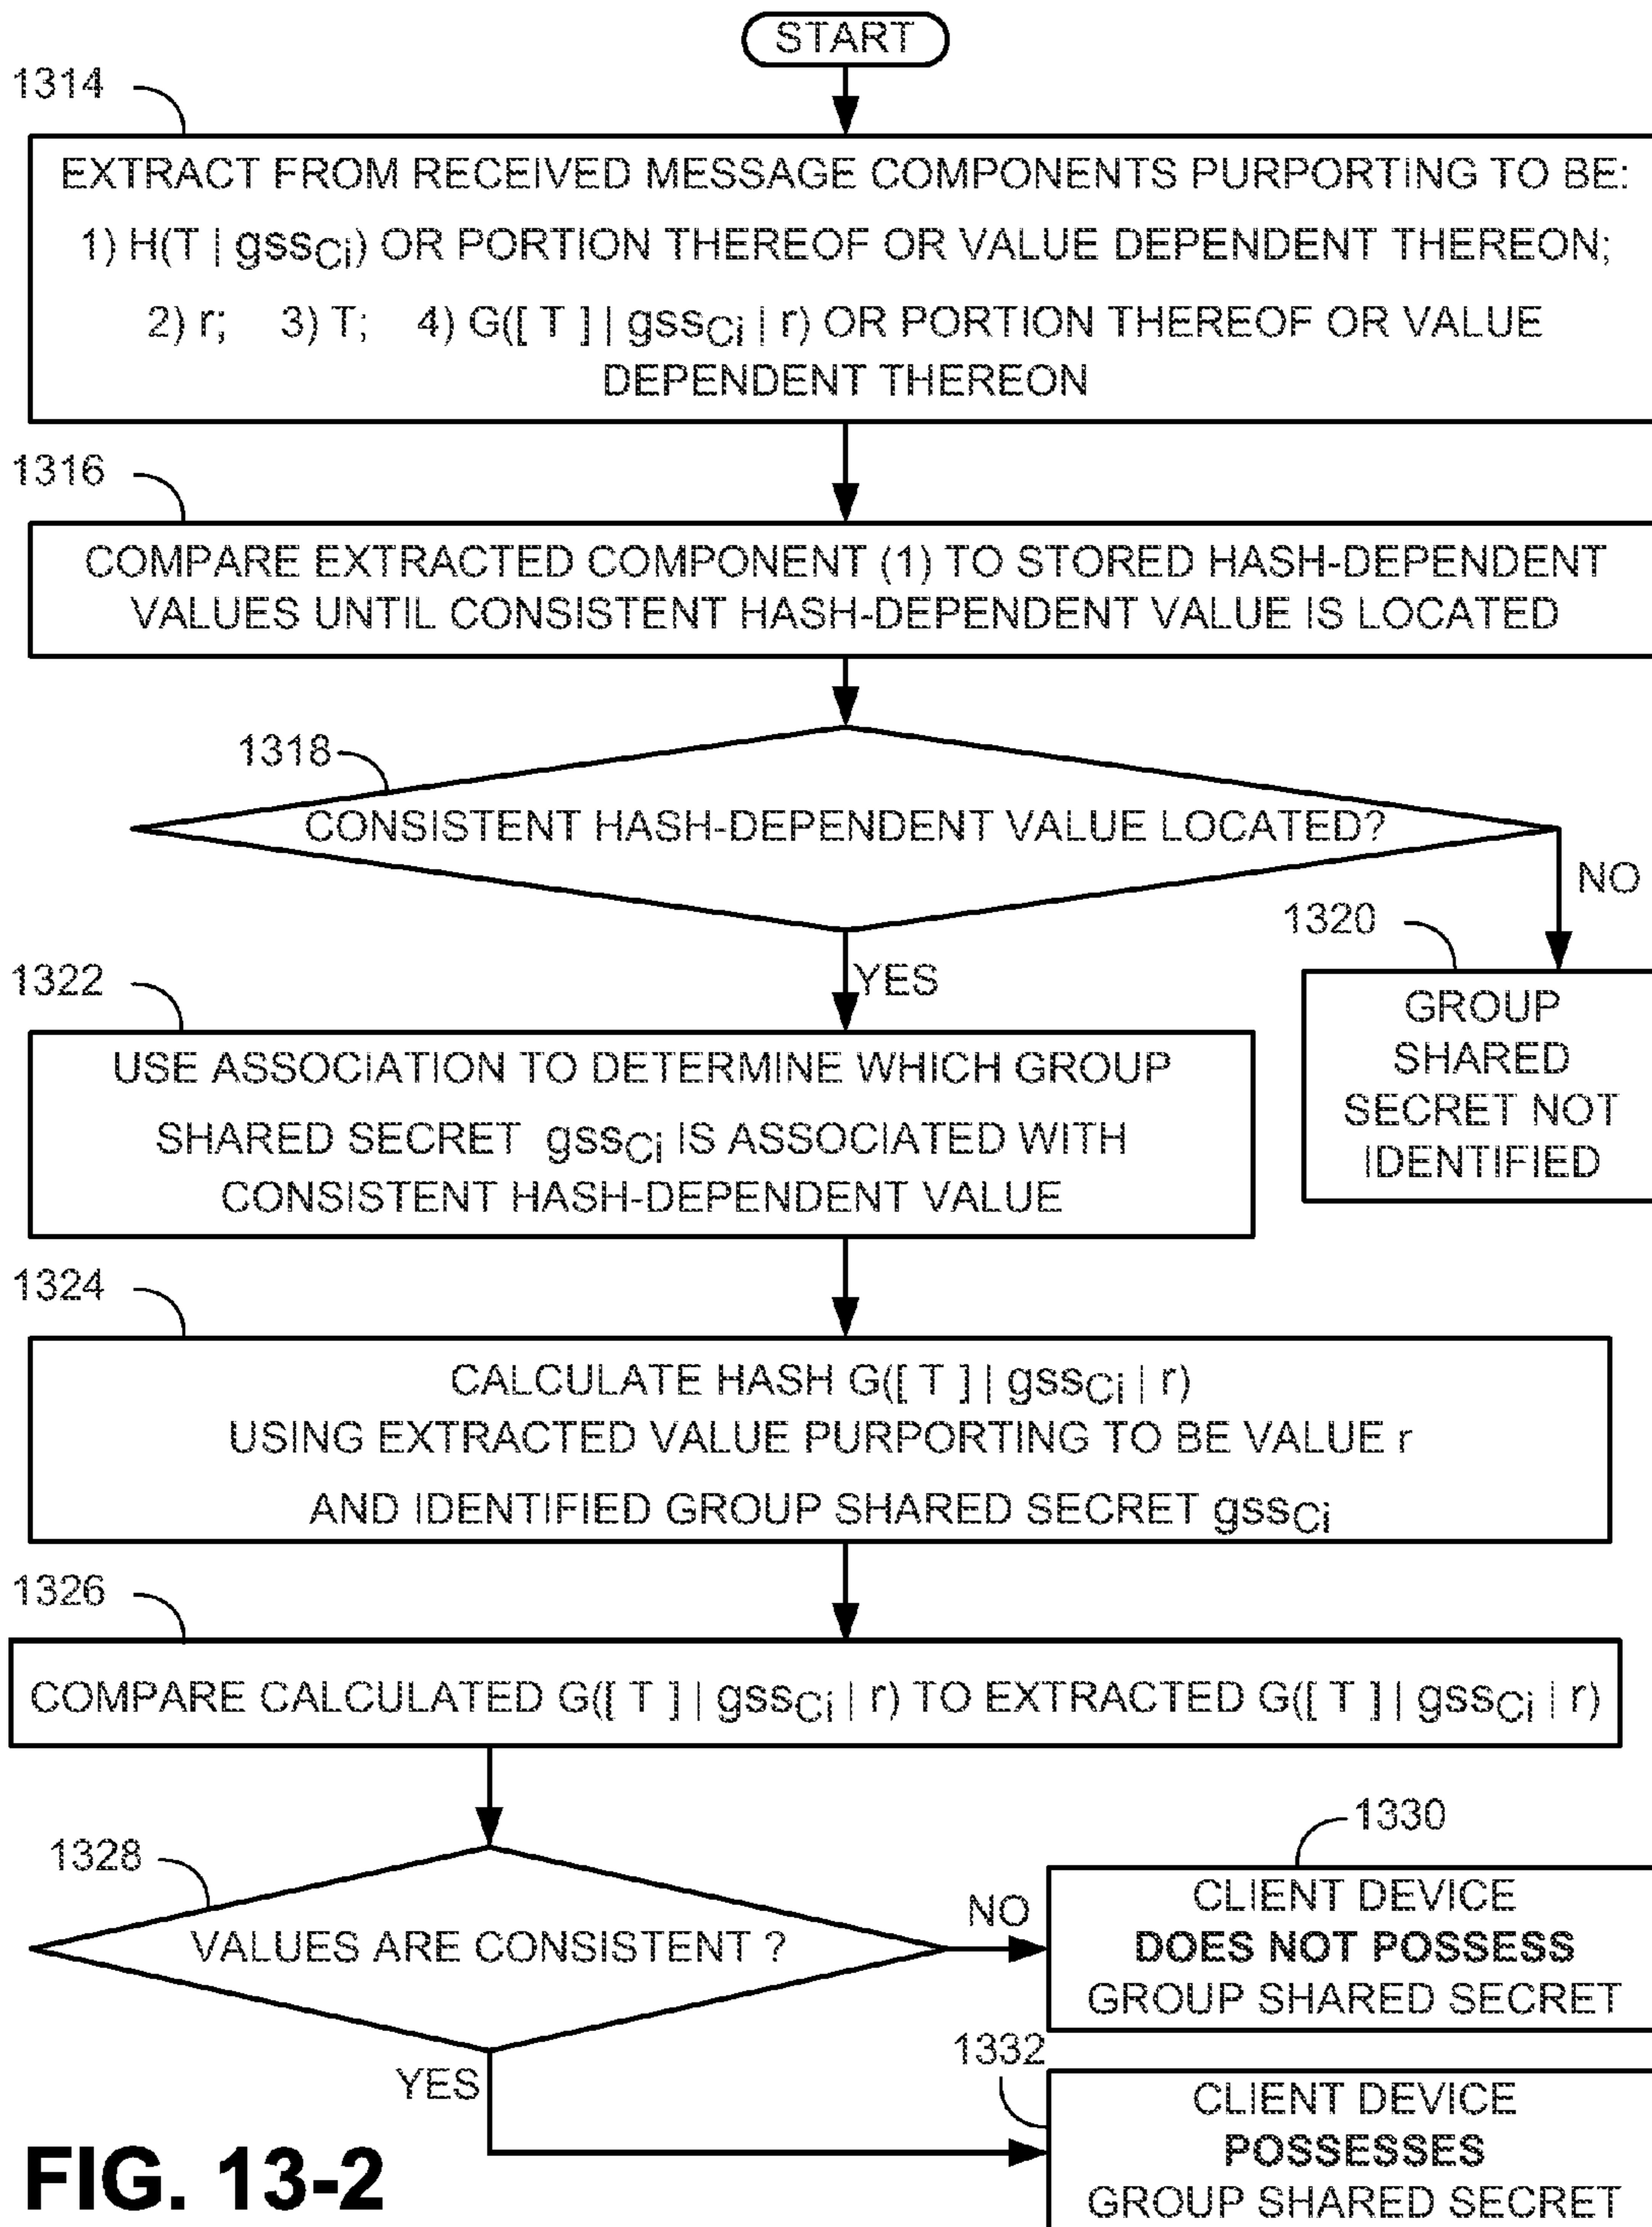 START
1314
EXTRACT FROM RECEIVED MESSAGE COMPONENTS PURPORTING TO BE:
1) H(T | gssCi) OR PORTION THEREOF OR VALUE DEPENDENT THEREON;
2) r; 3) T; 4) G([ T ] | gssCi | r) OR PORTION THEREOF OR VALUE
DEPENDENT THEREON
1316
COMPARE EXTRACTED COMPONENT (1) TO STORED HASH-DEPENDENT
VALUES UNTIL CONSISTENT HASH-DEPENDENT VALUE IS LOCATED
1318
CONSISTENT HASH-DEPENDENT VALUE LOCATED?
NO
1320
GROUP
SHARED
SECRET NOT
IDENTIFIED
YES
1322
USE ASSOCIATION TO DETERMINE WHICH GROUP
SHARED SECRET gssCi IS ASSOCIATED WITH
CONSISTENT HASH-DEPENDENT VALUE
1324
CALCULATE HASH G([ T ] | gssCi | r)
USING EXTRACTED VALUE PURPORTING TO BE VALUE r
AND IDENTIFIED GROUP SHARED SECRET gssCi
1326
COMPARE CALCULATED G([ T ] | gssCi | r) TO EXTRACTED G([ T ] | gssCi | r)
1328
VALUES ARE CONSISTENT ?
NO
1330
CLIENT DEVICE
DOES NOT POSSESS
GROUP SHARED SECRET
YES
1332
CLIENT DEVICE
POSSESSES
GROUP SHARED SECRET
FIG. 13-2